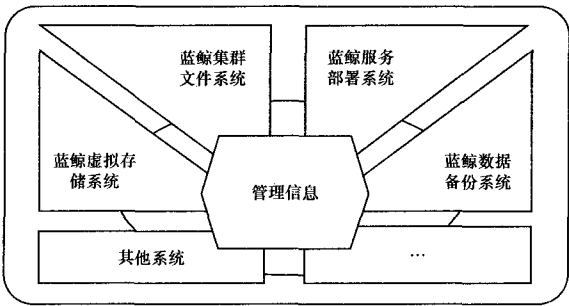 蓝鲸集群
文件系统
蓝鲸服务
部署系统
蓝鲸虚拟存
储系统
蓝鲸数据
备份系统
管理信息
其他系统
…